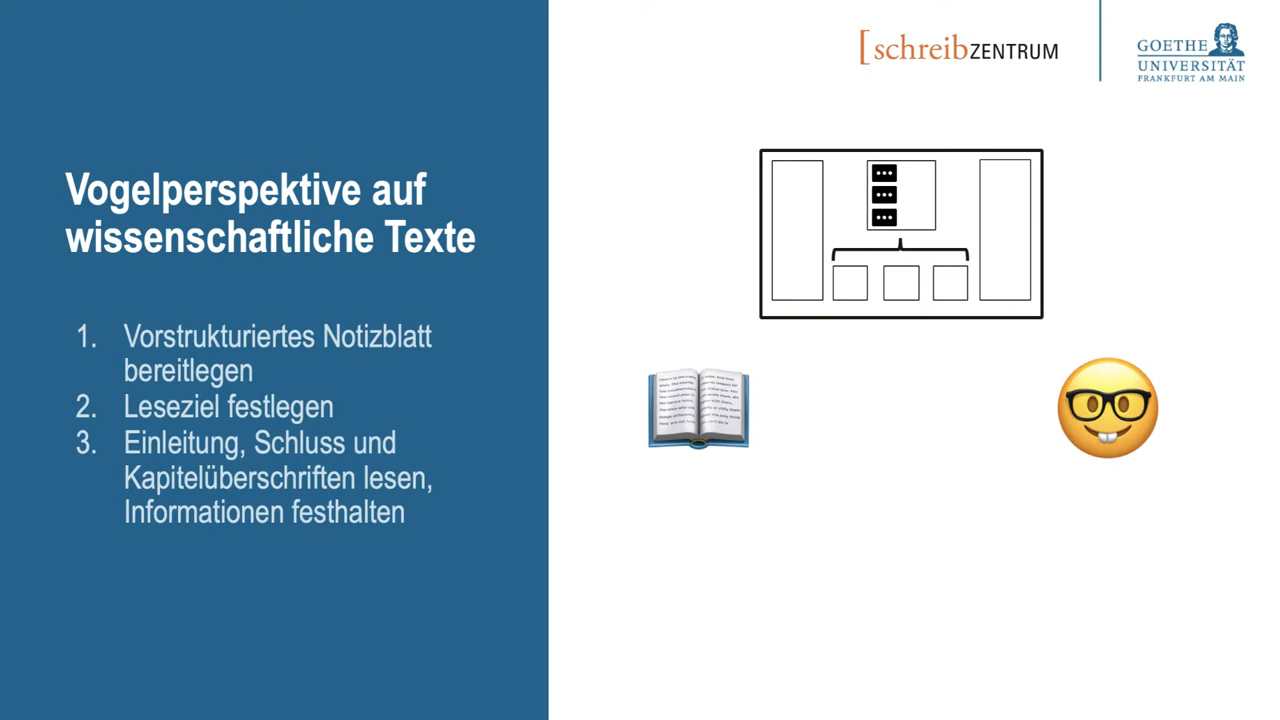 Vogelperspektive auf
wissenschaftliche Texte
1. Vorstrukturiertes Notizblatt
bereitlegen
2. Leseziel festlegen
3. Einleitung, Schluss und
Kapitelüberschriften lesen,
Informationen festhalten
[schreibZENTRUM
GOETHE
UNIVERSITÄT
FRANKFURT AM MAIN